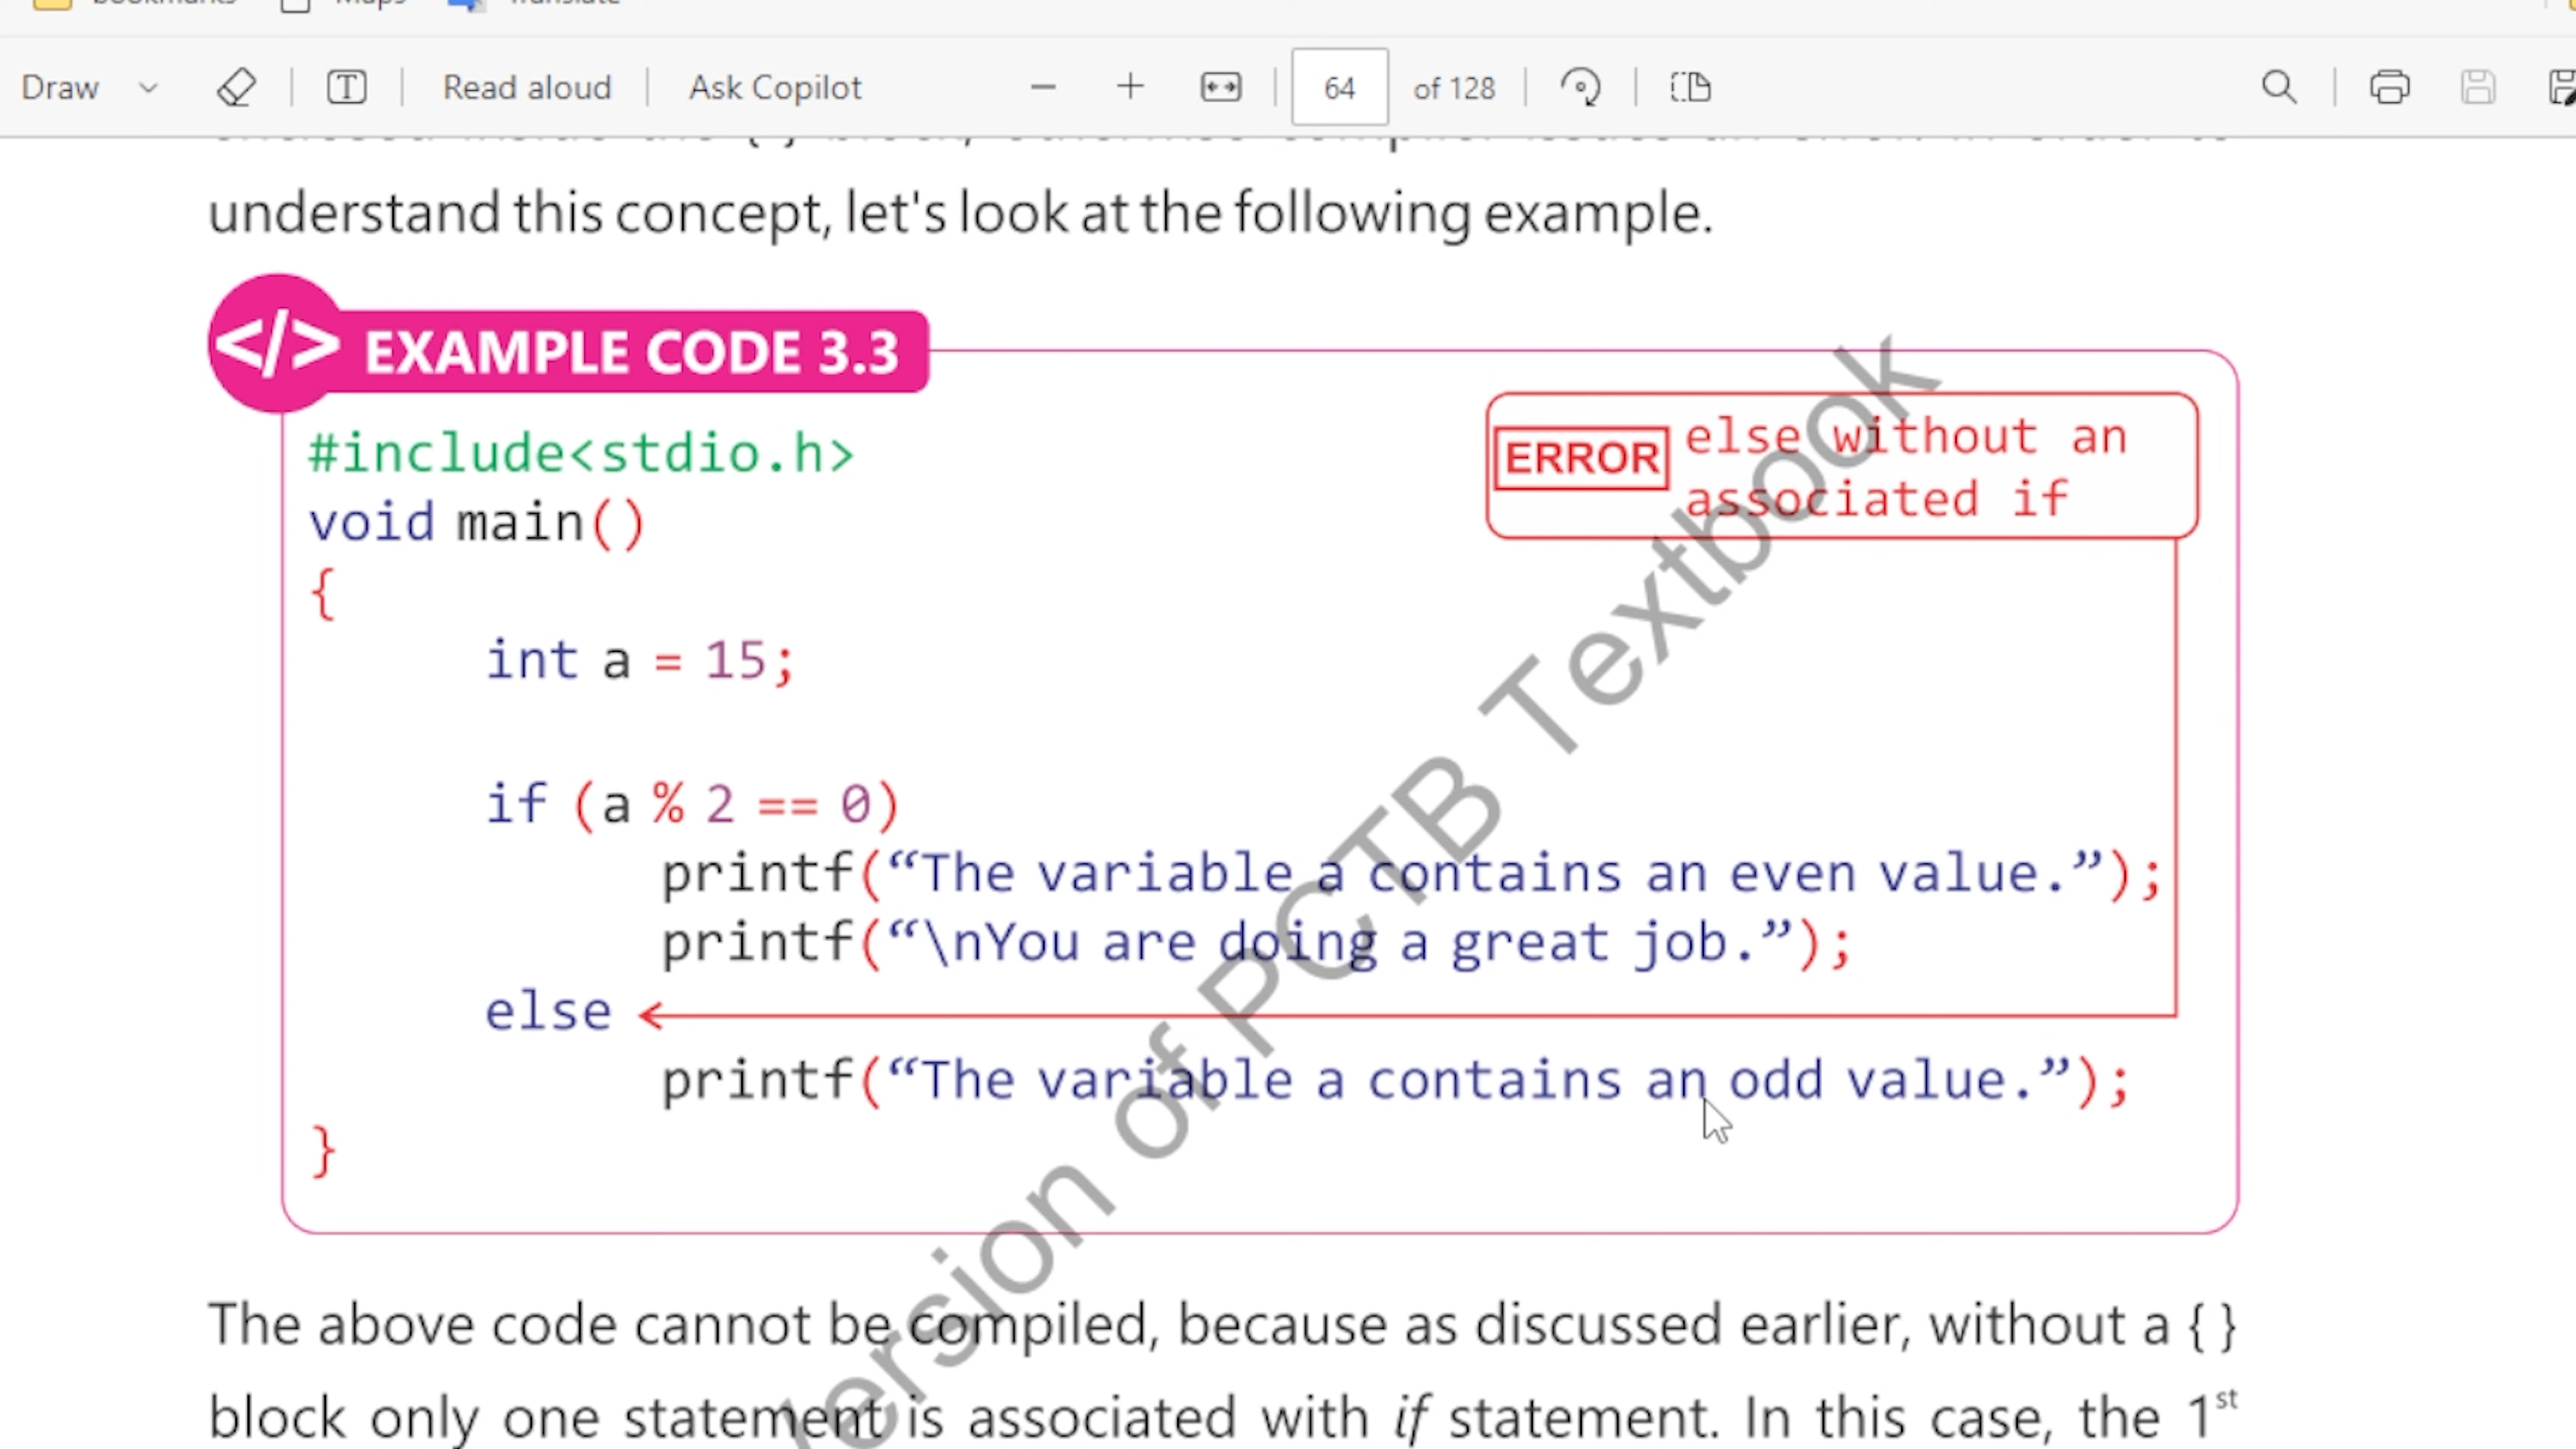 Draw
Read aloud
Ask Copilot
64 of 128
understand this concept, let's look at the following example.
</> EXAMPLE CODE 3.3
ERROR else without an
associated if
#include<stdio.h>
void main()
{
int a = 15;
if (a % 2 == 0)
printf(“The variable a contains an even value.”);
printf(“\nYou are doing a great job.”);
else
printf(“The variable a contains an odd value.”);
}
Version of PCTB Textbook
The above code cannot be compiled, because as discussed earlier, without a { }
block only one statement is associated with if statement. In this case, the 1st